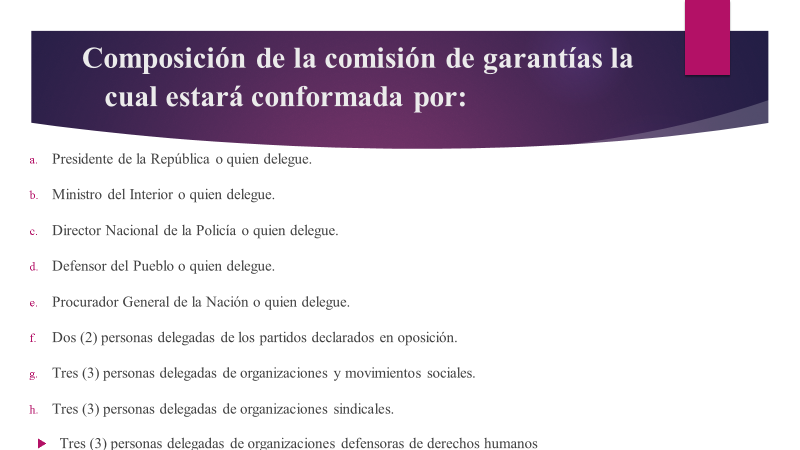 Composición de la comisión de garantías la
cual estará conformada por:
a. Presidente de la República o quien delegue.
b. Ministro del Interior o quien delegue.
c. Director Nacional de la Policía o quien delegue.
d. Defensor del Pueblo o quien delegue.
e. Procurador General de la Nación o quien delegue.
f. Dos (2) personas delegadas de los partidos declarados en oposición.
g. Tres (3) personas delegadas de organizaciones y movimientos sociales.
h. Tres (3) personas delegadas de organizaciones sindicales.
Tres (3) personas delegadas de organizaciones defensoras de derechos humanos